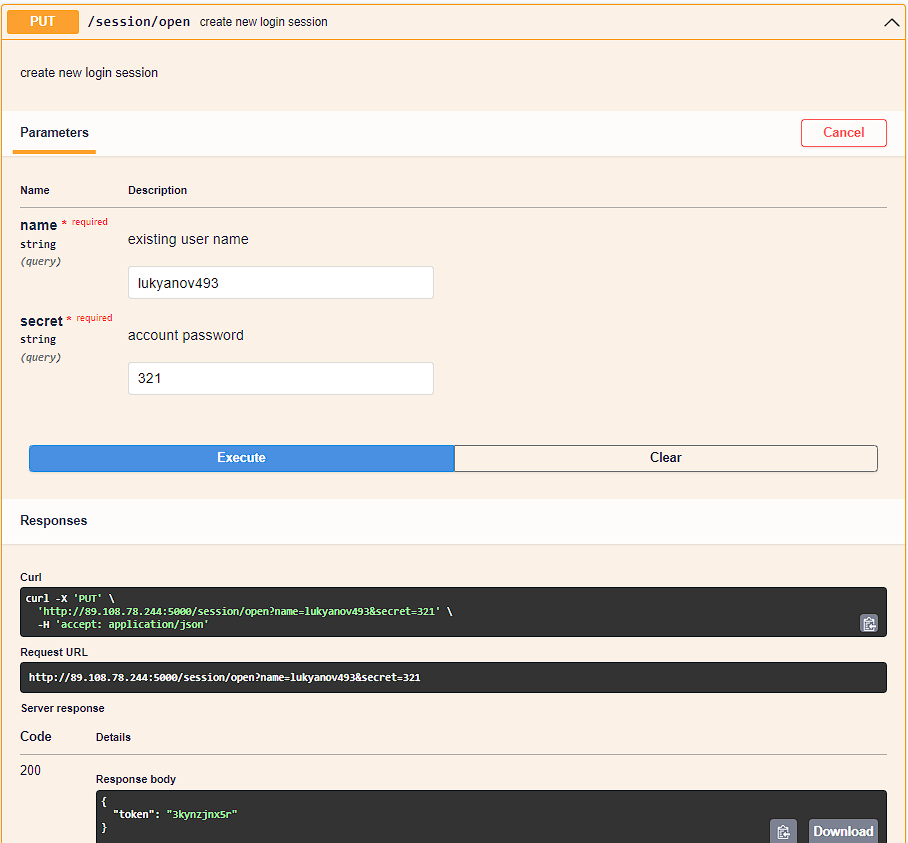 PUT /session/open create new login session
create new login session
Parameters Cancel
Name Description
name * required
string
(query)
existing user name
lukyanov493
secret * required
string
(query)
account password
321
Execute Clear
Responses
Curl
curl -X 'PUT' \
'http://89.108.78.244:5000/session/open?name=lukyanov493&secret=321' \
-H 'accept: application/json'
Request URL
http://89.108.78.244:5000/session/open?name=lukyanov493&secret=321
Server response
Code Details
200
Response body
{
"token": "3kynzjnx5r"
}
Download